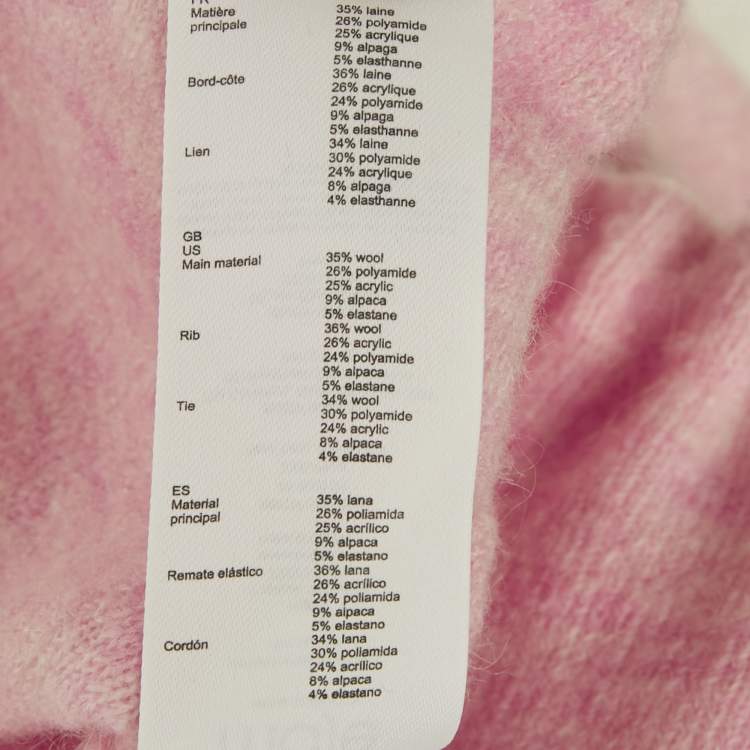 FR
Matière 35% laine
principale 26% polyamide
25% acrylique
9% alpaga
5% elasthanne
Bord-côte 36% laine
26% acrylique
24% polyamide
9% alpaga
5% elasthanne
Lien 34% laine
30% polyamide
24% acrylique
8% alpaga
4% elasthanne
GB
US
Main material 35% wool
26% polyamide
25% acrylic
9% alpaca
5% elastane
Rib 36% wool
26% acrylic
24% polyamide
9% alpaca
5% elastane
Tie 34% wool
30% polyamide
24% acrylic
8% alpaca
4% elastane
ES
Material 35% lana
principal 26% poliamida
25% acrílico
9% alpaca
5% elastano
Remate elástico 36% lana
26% acrílico
24% poliamida
9% alpaca
5% elastano
Cordón 34% lana
30% poliamida
24% acrílico
8% alpaca
4% elastano